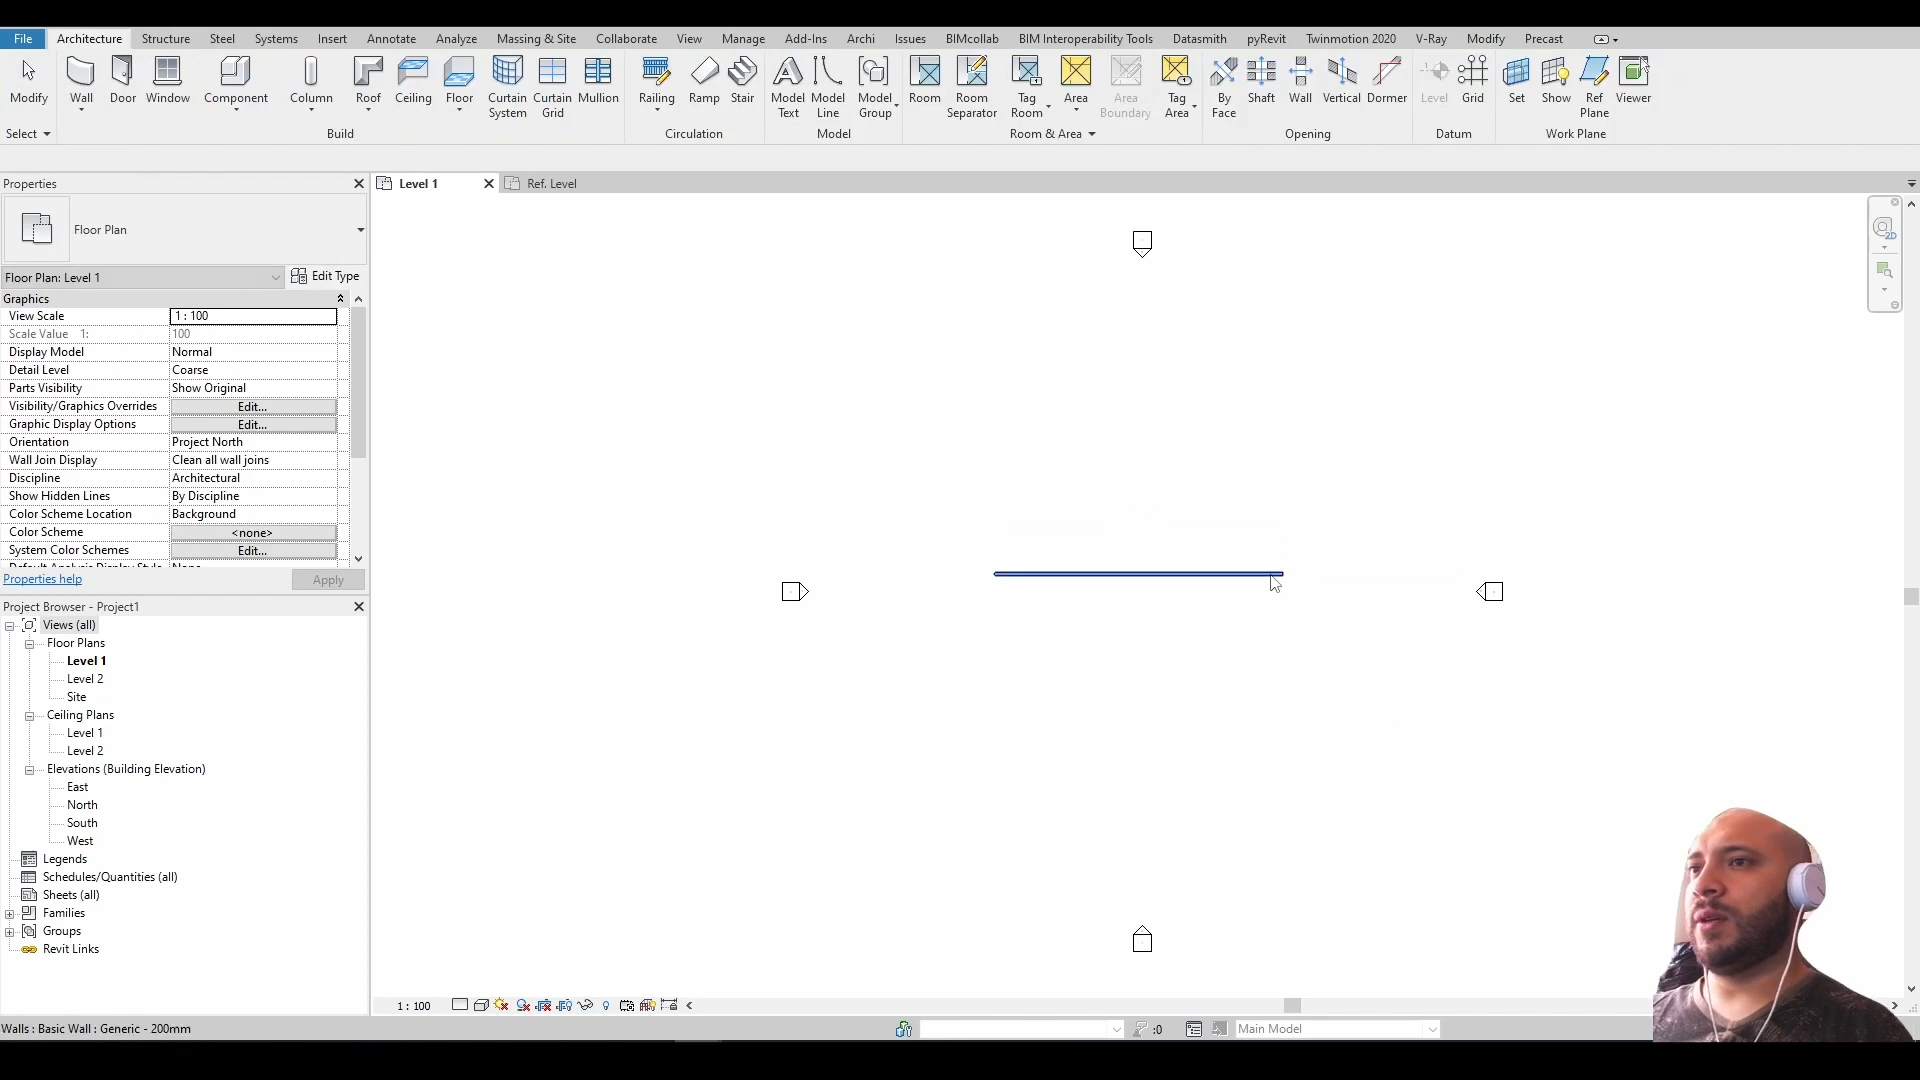 File Architecture Structure Steel Systems Insert Annotate Analyze Massing & Site Collaborate View Manage Add-Ins Archi Issues BIMcollab BIM Interoperability Tools Datasmith pyRevit Twinmotion 2020 V-Ray Modify Precast
Modify Wall Door Window Component Column Roof Ceiling Floor Curtain System Curtain Grid Mullion Railing Ramp Stair Model Text Model Line Model Group Room Room Separator Tag Room Area Area Boundary Tag Area By Face Shaft Wall Vertical Dormer Level Grid Set Show Ref Plane Viewer
Select Build Circulation Model Room & Area Opening Datum Work Plane
Properties
Level 1
Ref. Level
Floor Plan
2D
Floor Plan: Level 1
Edit Type
Graphics
View Scale 1 : 100
Scale Value 1: 100
Display Model Normal
Detail Level Coarse
Parts Visibility Show Original
Visibility/Graphics Overrides Edit...
Graphic Display Options Edit...
Orientation Project North
Wall Join Display Clean all wall joins
Discipline Architectural
Show Hidden Lines By Discipline
Color Scheme Location Background
Color Scheme <none>
System Color Schemes Edit...
Default Analysis Display Style None
Properties help Apply
Project Browser - Project1
Views (all)
Floor Plans
Level 1
Level 2
Site
Ceiling Plans
Level 1
Level 2
Elevations (Building Elevation)
East
North
South
West
Legends
Schedules/Quantities (all)
Sheets (all)
Families
Groups
Revit Links
1 : 100
Walls : Basic Wall : Generic - 200mm
:0
Main Model